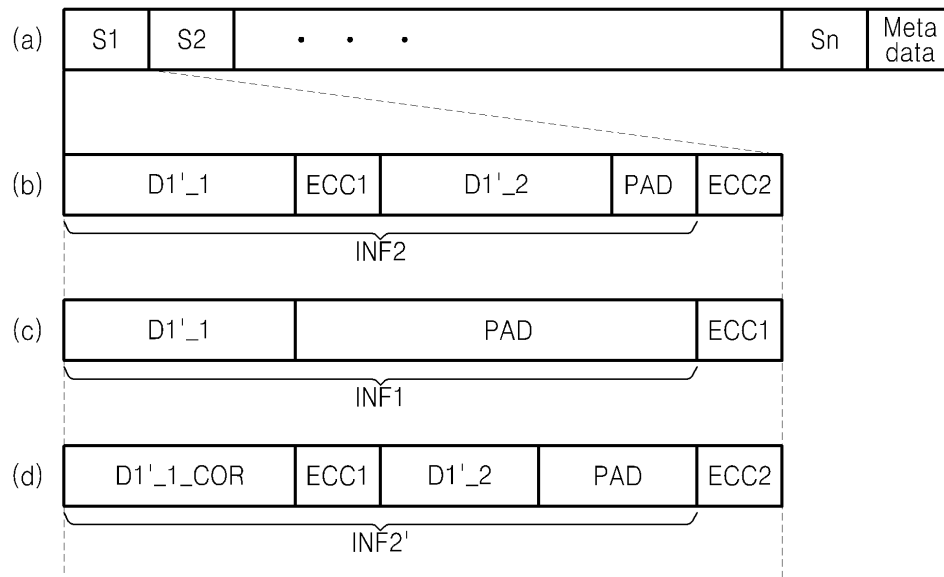 (a) S1 S2 · · · Sn Meta data
(b) D1'_1 ECC1 D1'_2 PAD ECC2
INF2
(c) D1'_1 PAD ECC1
INF1
(d) D1'_1_COR ECC1 D1'_2 PAD ECC2
INF2'